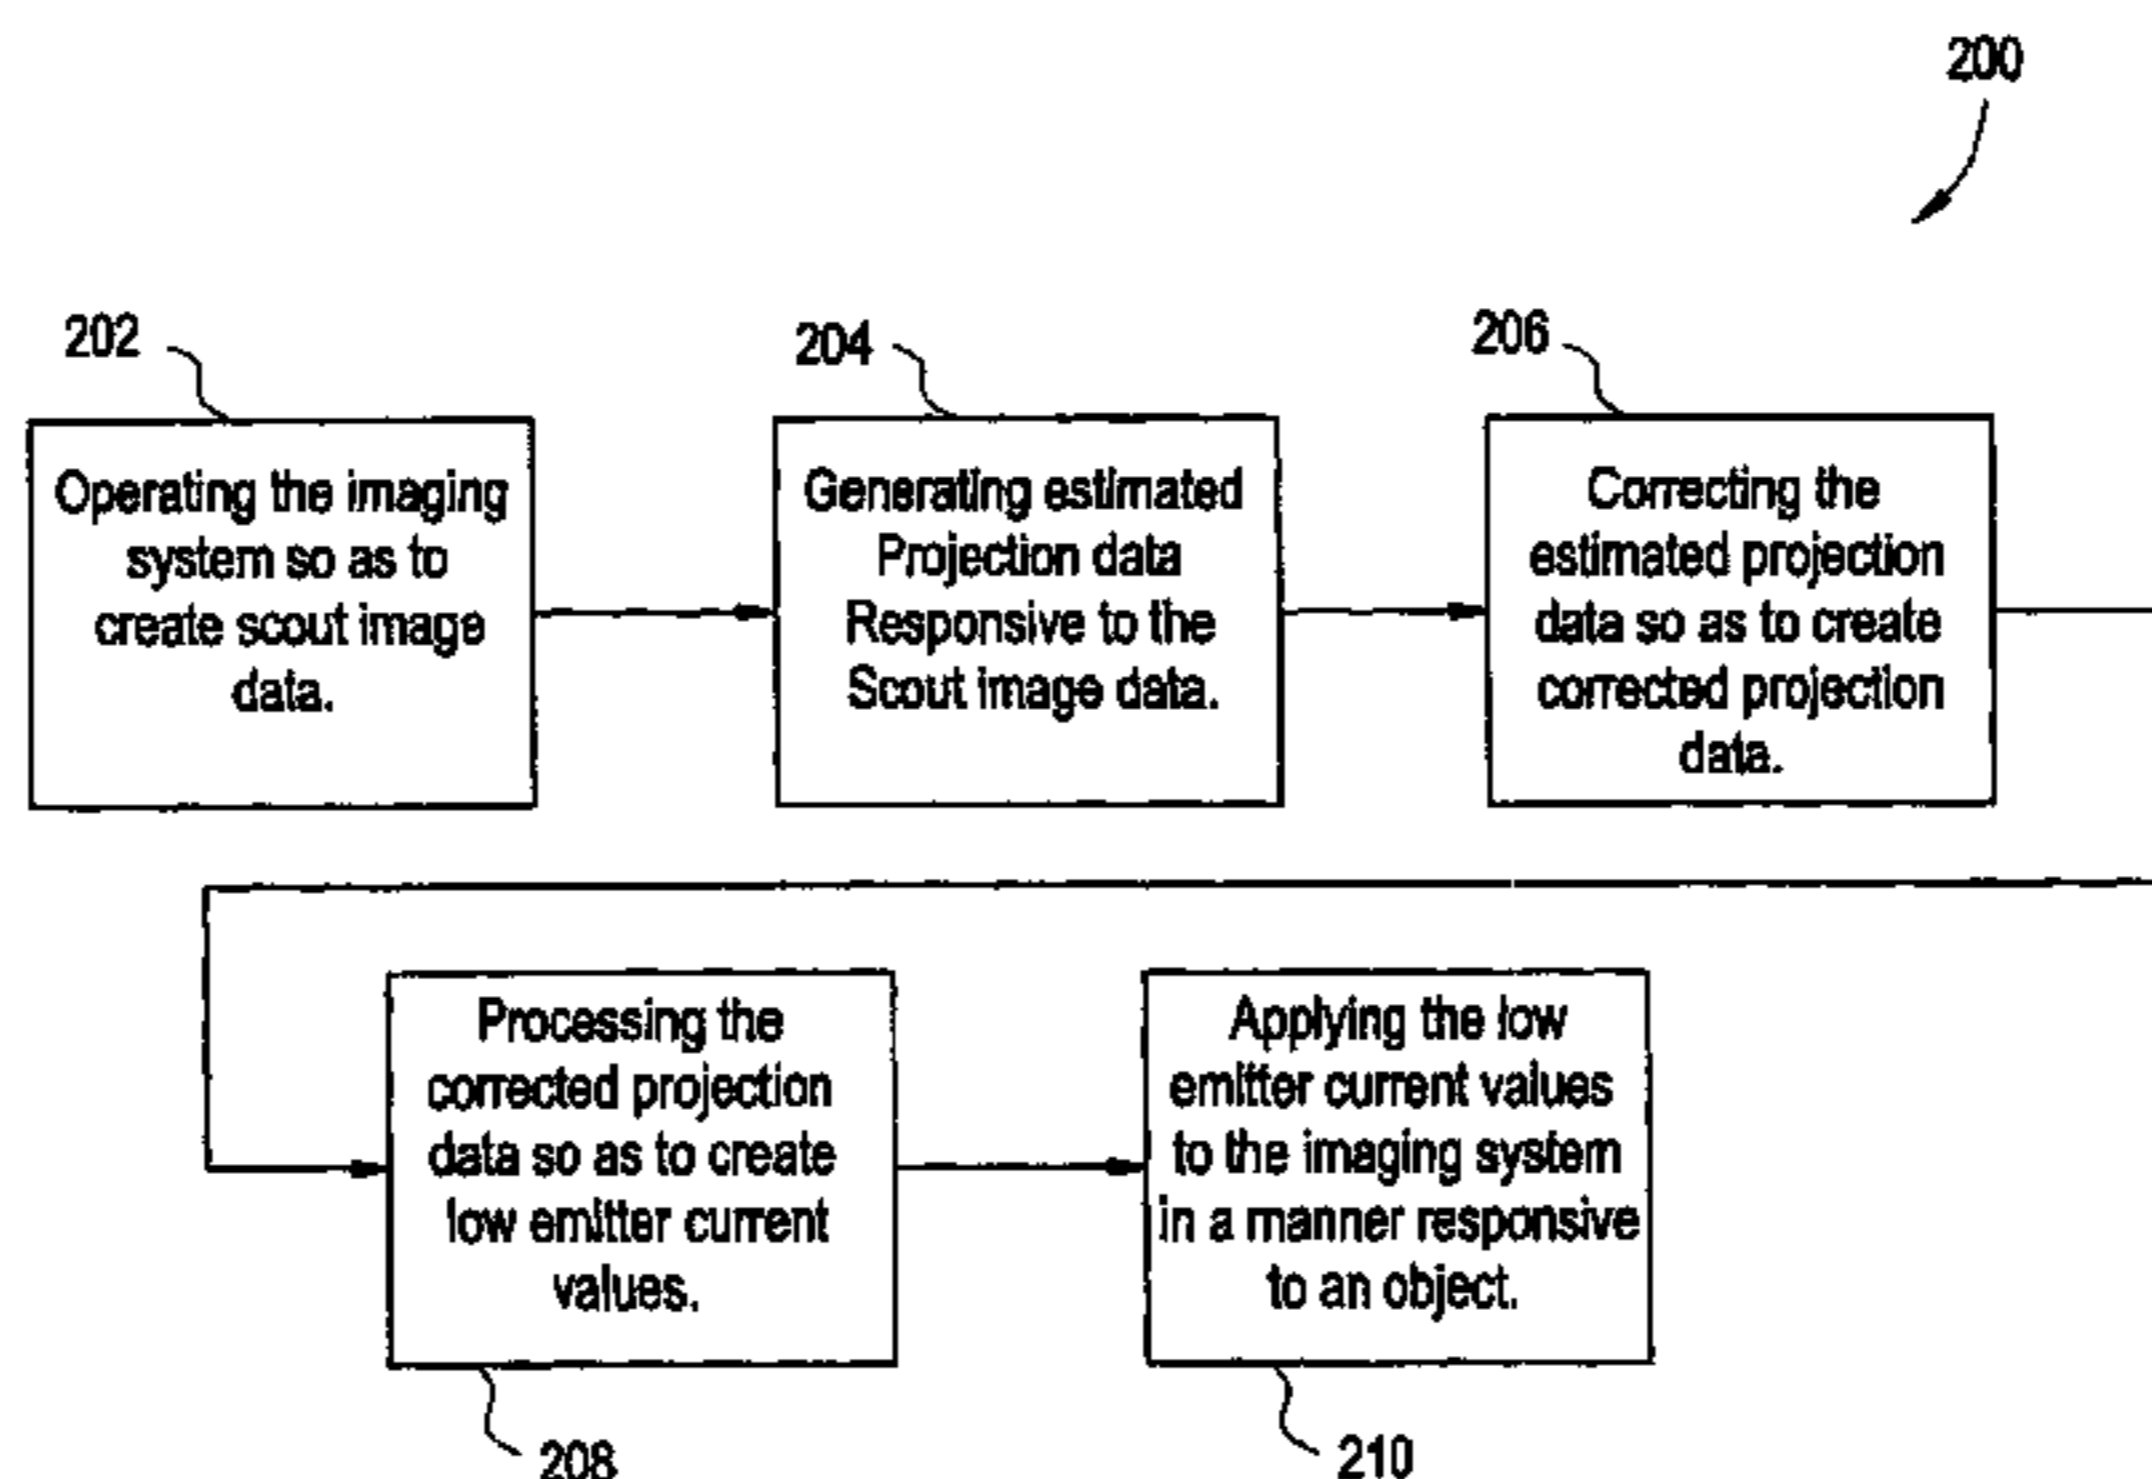 200
202
204
206
Operating the imaging
system so as to
create scout image
data.
Generating estimated
Projection data
Responsive to the
Scout image data.
Correcting the
estimated projection
data so as to create
corrected projection
data.
Processing the
corrected projection
data so as to create
low emitter current
values.
Applying the low
emitter current values
to the imaging system
in a manner responsive
to an object.
208
210